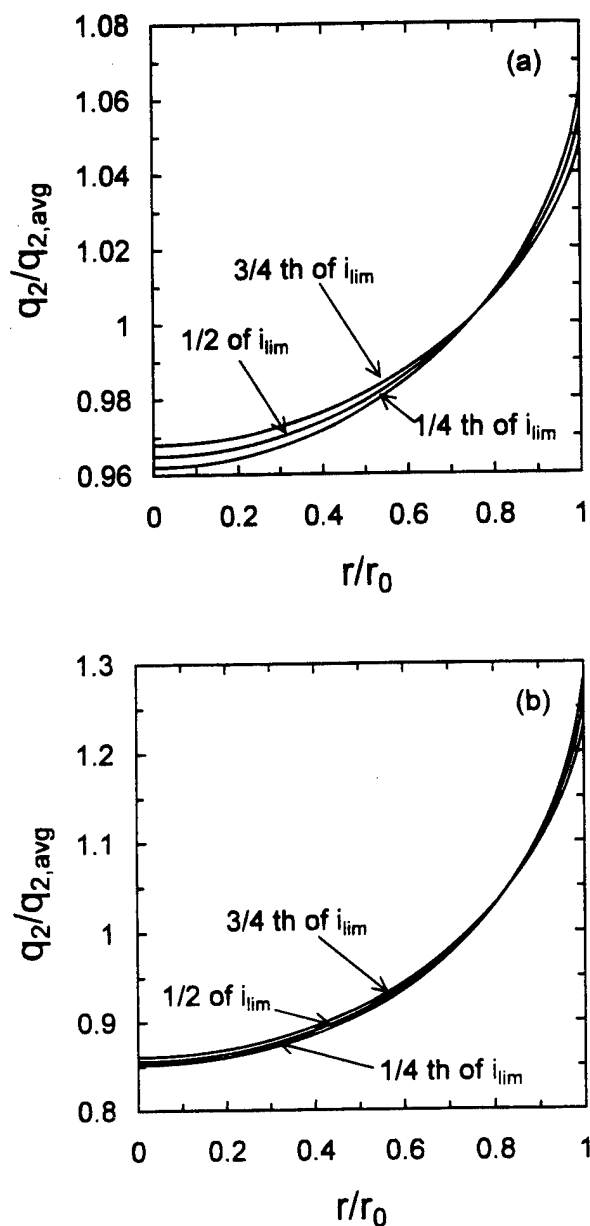 (a)
1.08
1.06
1.04
1.02
1
0.98
0.96
q2/q2,avg
3/4 th of ilim
1/2 of ilim
1/4 th of ilim
0 0.2 0.4 0.6 0.8 1
r/r0
(b)
1.3
1.2
1.1
1
0.9
0.8
q2/q2,avg
3/4 th of ilim
1/2 of ilim
1/4 th of ilim
0 0.2 0.4 0.6 0.8 1
r/r0